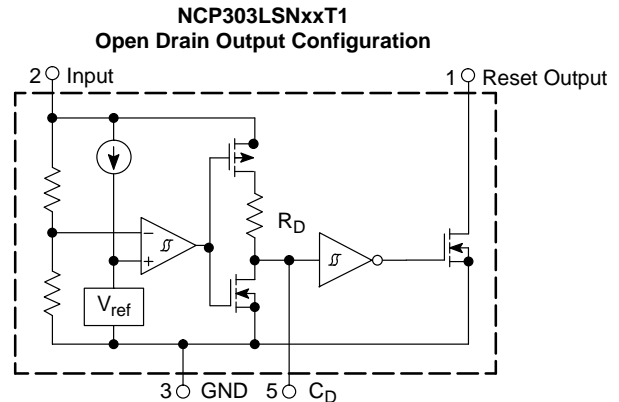 NCP303LSNxxT1
Open Drain Output Configuration
2 Input
1 Reset Output
RD
−
+
Vref
3 GND
5 CD